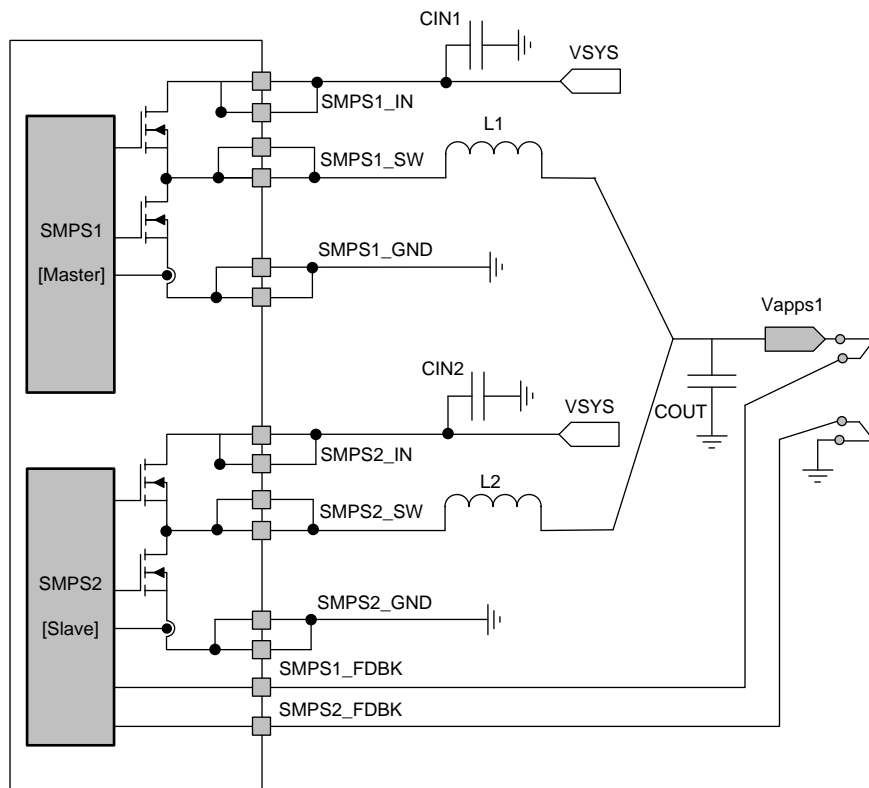 CIN1
VSYS
SMPS1_IN
L1
SMPS1_SW
SMPS1
[Master]
SMPS1_GND
Vapps1
CIN2
VSYS
COUT
SMPS2_IN
L2
SMPS2_SW
SMPS2
[Slave]
SMPS2_GND
SMPS1_FDBK
SMPS2_FDBK